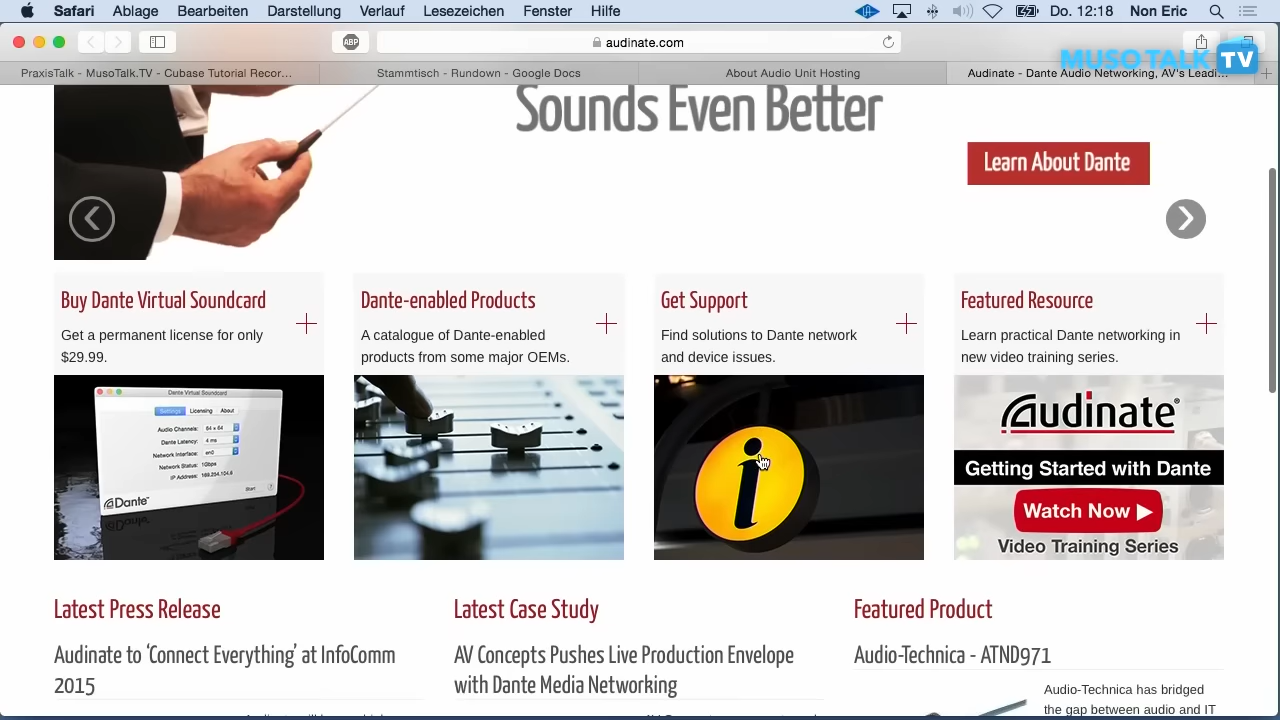 Safari Ablage Bearbeiten Darstellung Verlauf Lesezeichen Fenster Hilfe Do. 12:18 Non Eric
ABP audinate.com
MUSOTALK TV
PraxisTalk - MusoTalk.TV - Cubase Tutorial Recor... Stammtisch - Rundown - Google Docs About Audio Unit Hosting Audinate - Dante Audio Networking, AV's Leadi...
Sounds Even Better
Learn About Dante
Buy Dante Virtual Soundcard
Get a permanent license for only
$29.99.
Dante Virtual Soundcard
Settings Licensing About
Audio Channels: 64 x 64
Dante Latency: 4 ms
Network Interface: en0
Network Status: 1Gbps
IP Address: 169.254.104.6
Start
Dante
Dante-enabled Products
A catalogue of Dante-enabled
products from some major OEMs.
Get Support
Find solutions to Dante network
and device issues.
i
Featured Resource
Learn practical Dante networking in
new video training series.
Audinate
Getting Started with Dante
Watch Now
Video Training Series
Latest Press Release
Audinate to ‘Connect Everything’ at InfoComm
2015
Latest Case Study
AV Concepts Pushes Live Production Envelope
with Dante Media Networking
Featured Product
Audio-Technica - ATND971
Audio-Technica has bridged
the gap between audio and IT